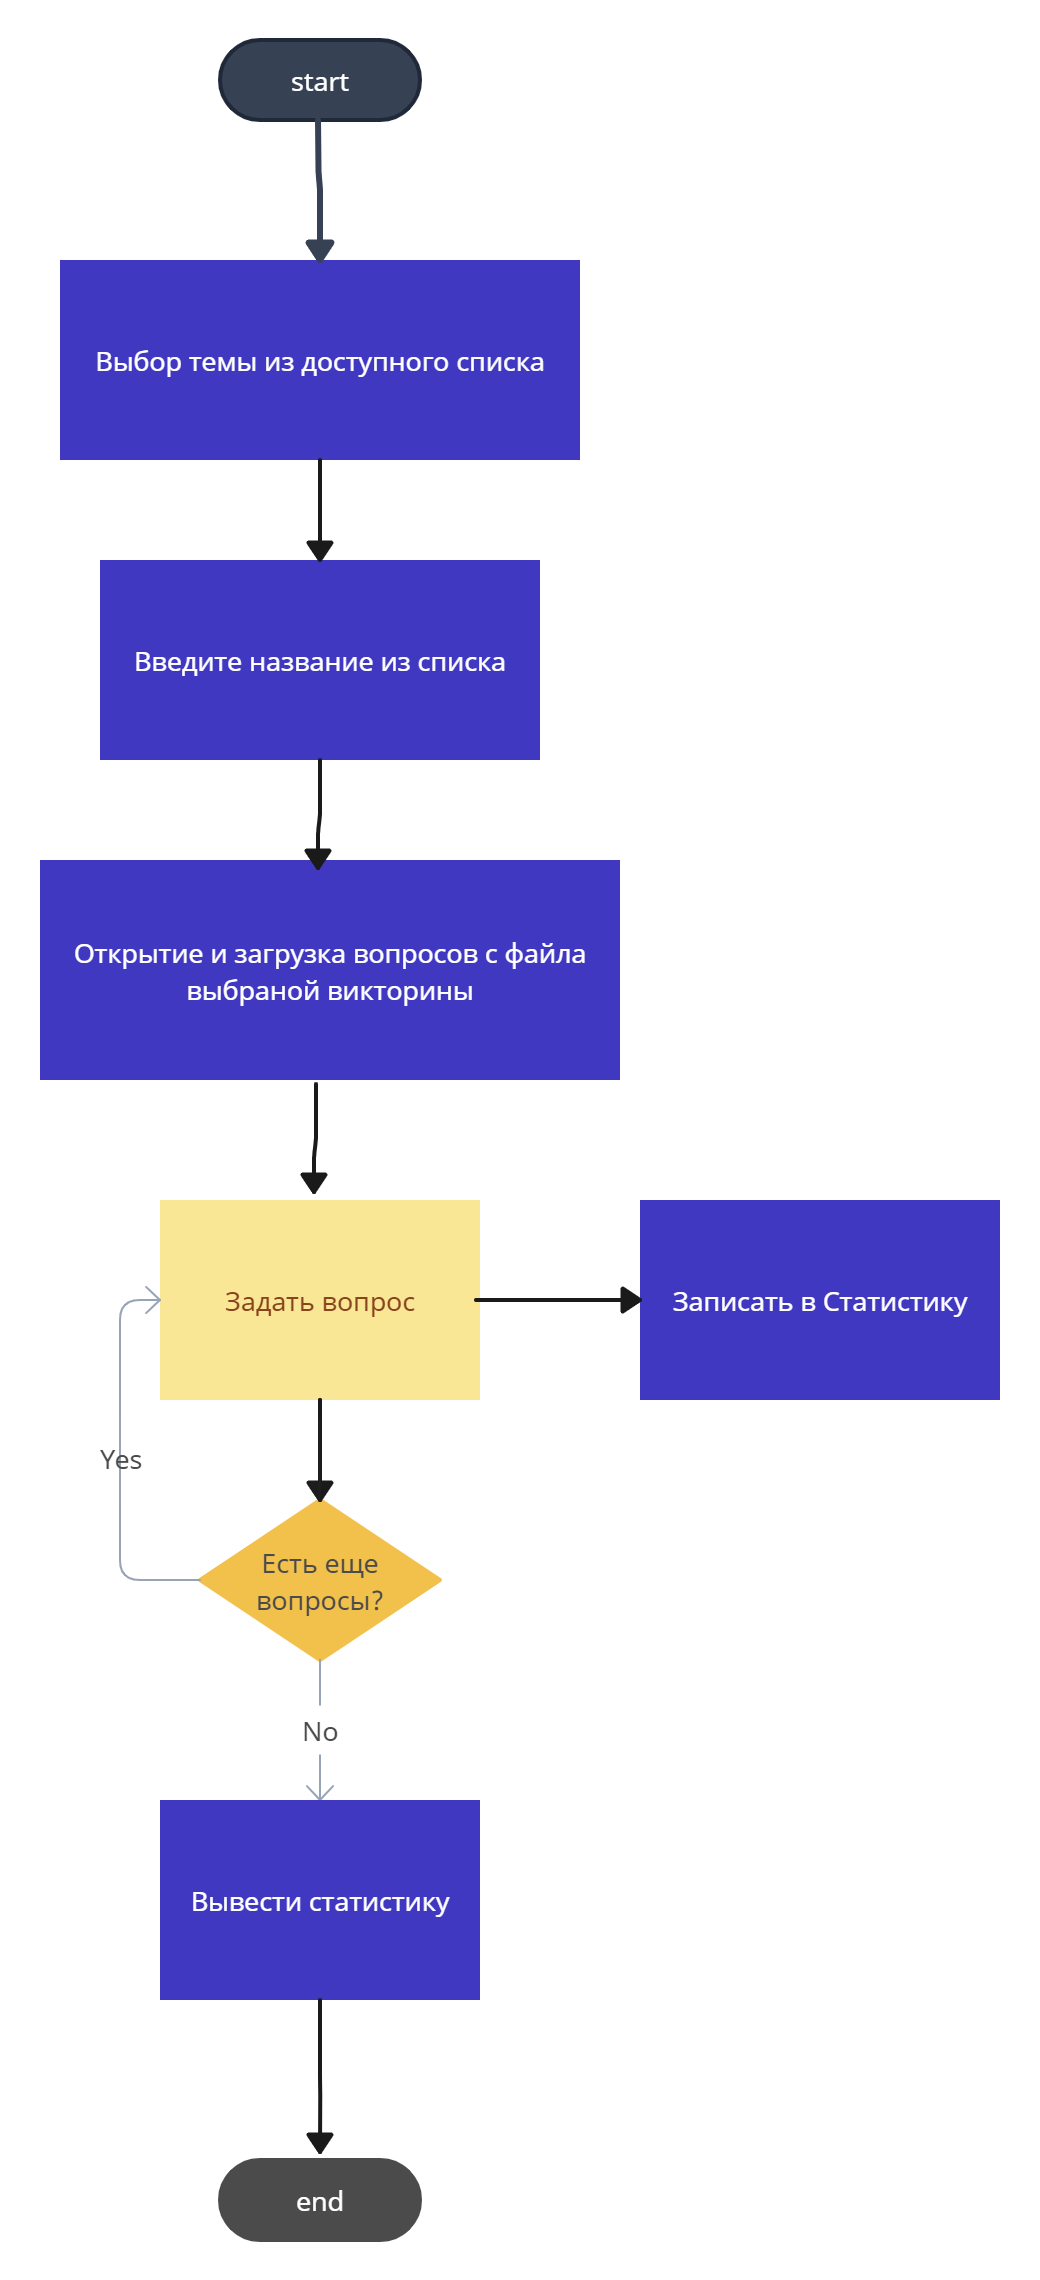 start
Выбор темы из доступного списка
Введите название из списка
Открытие и загрузка вопросов с файла
выбраной викторины
Задать вопрос
Записать в Статистику
Yes
Есть еще
вопросы?
No
Вывести статистику
end